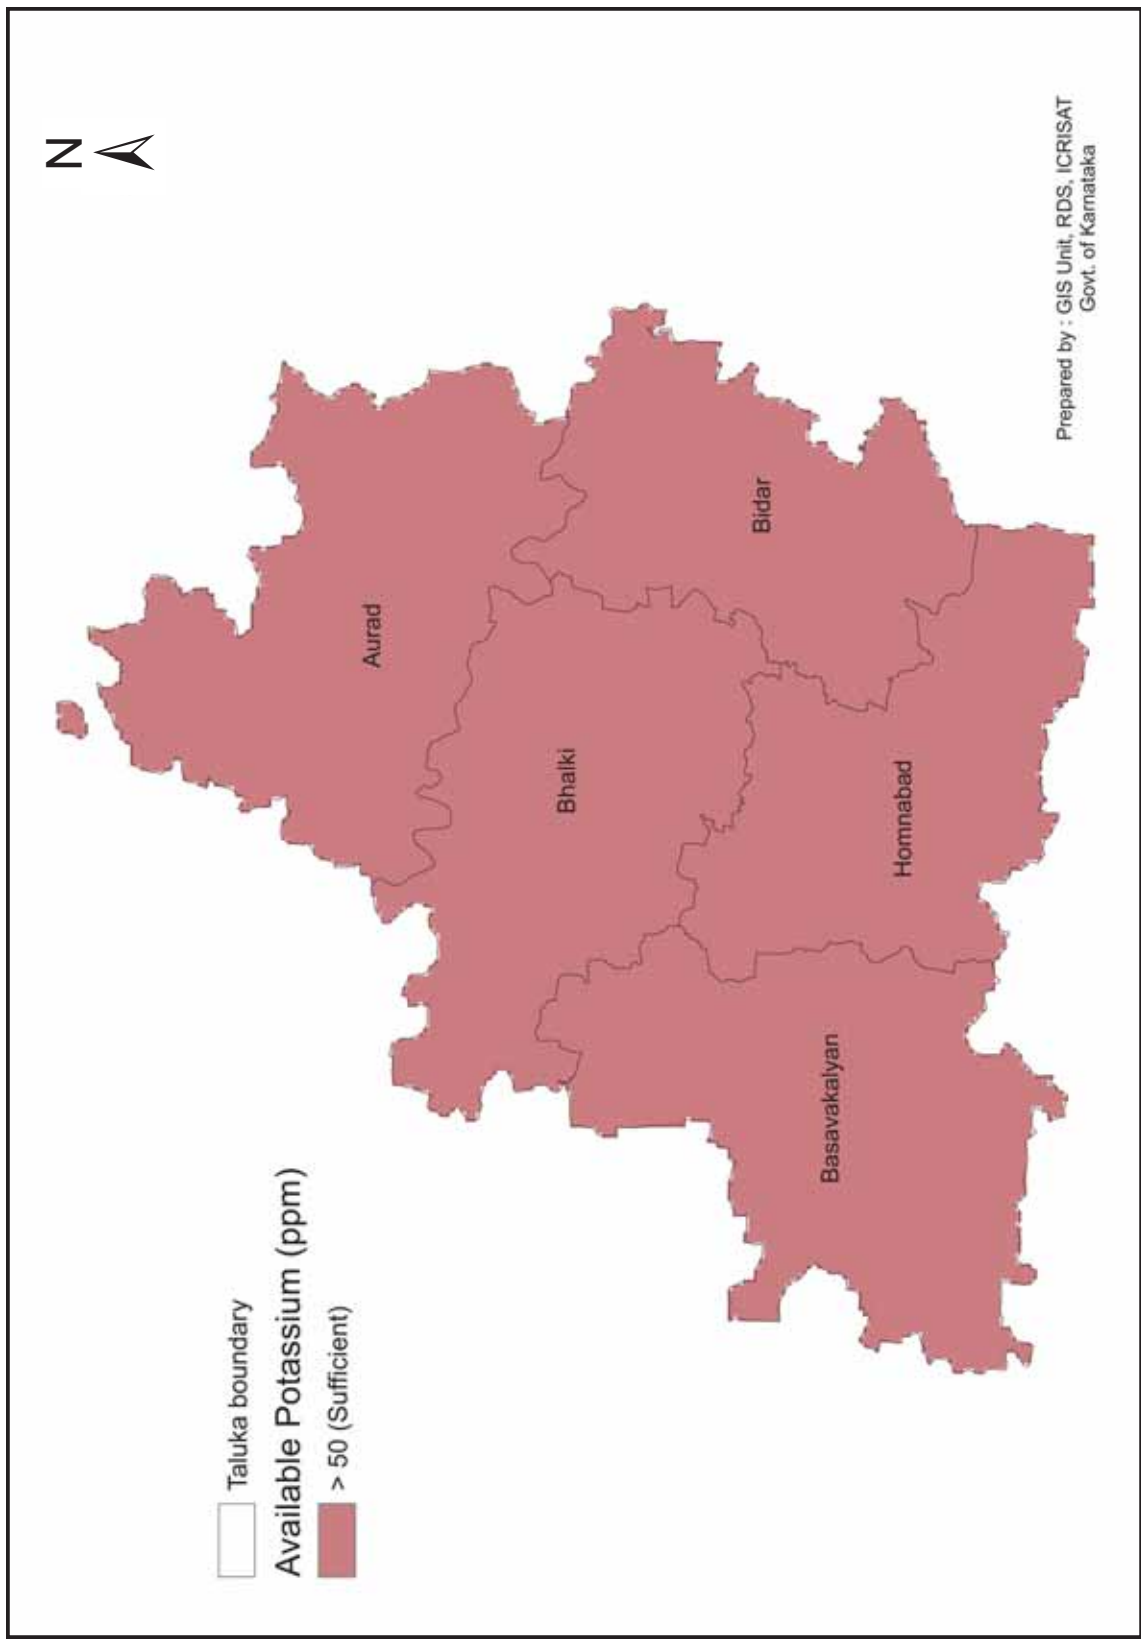 N
Taluka boundary
Available Potassium (ppm)
> 50 (Sufficient)
Aurad
Bhalki
Bidar
Homnabad
Basavakalyan
Prepared by : GIS Unit, RDS, ICRISAT
Govt. of Karnataka